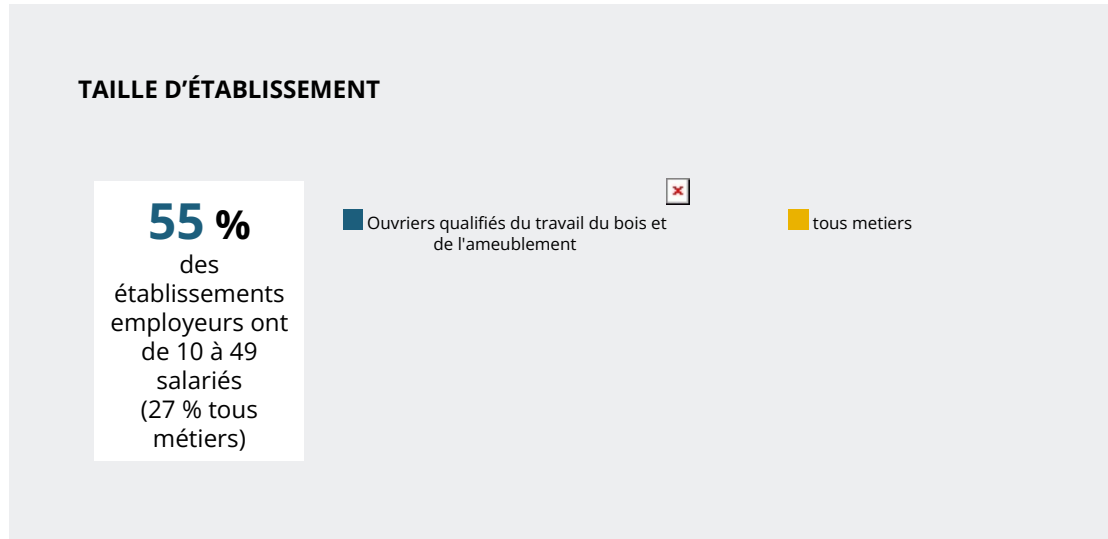 TAILLE D’ÉTABLISSEMENT
55 %
des
établissements
employeurs ont
de 10 à 49
salariés
(27 % tous
métiers)
Ouvriers qualifiés du travail du bois et
de l'ameublement
tous metiers